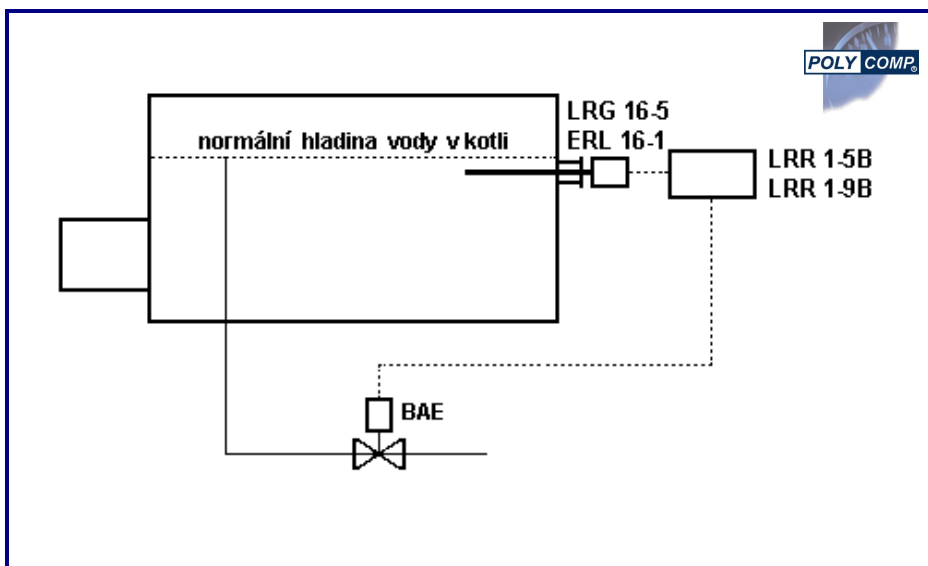 POLY COMP®
LRG 16-5
ERL 16-1
normální hladina vody v kotli
LRR 1-5B
LRR 1-9B
BAE